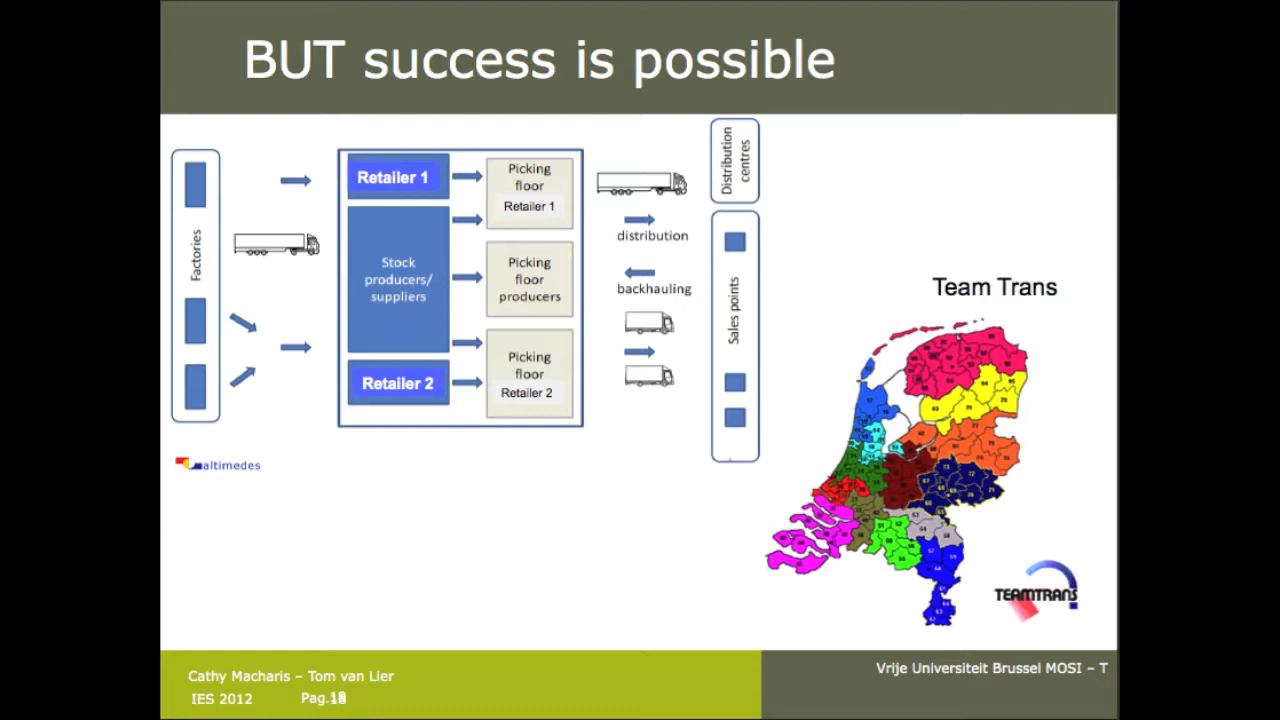 BUT success is possible
Factories
Retailer 1
Stock
producers/
suppliers
Retailer 2
Picking
floor
Retailer 1
Picking
floor
producers
Picking
floor
Retailer 2
distribution
backhauling
Distribution
centres
Sales points
altimedes
Team Trans
TEAMTRANS
Cathy Macharis – Tom van Lier
IES 2012
Pag.18
Vrije Universiteit Brussel MOSI – T